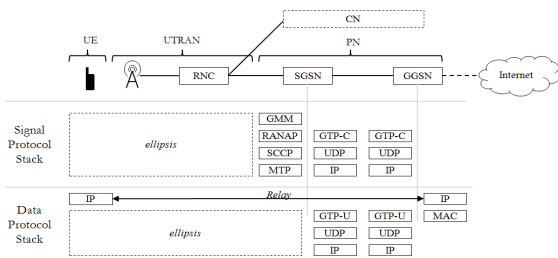 CN
UE
UTRAN
PN
RNC
SGSN
GGSN
Internet
Signal
Protocol
Stack
ellipsis
GMM
RANAP
SCCP
MTP
GTP-C
UDP
IP
GTP-C
UDP
IP
Data
Protocol
Stack
IP
Relay
IP
ellipsis
GTP-U
UDP
IP
GTP-U
UDP
IP
MAC